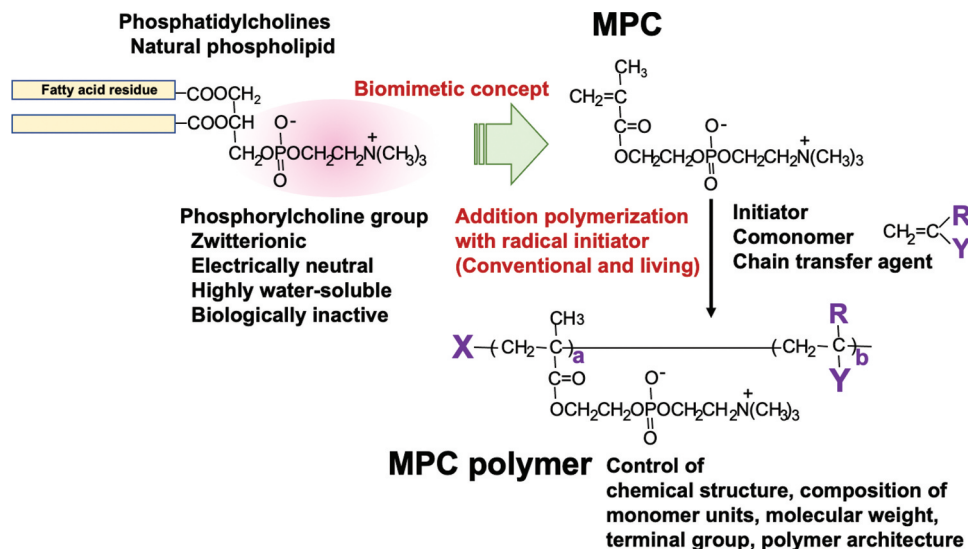 Phosphatidylcholines
Natural phospholipid
Fatty acid residue
COOCH2
COOCH
CH2OPOCH2CH2N(CH3)3
O-
+
O
Biomimetic concept
MPC
CH3
CH2=C
C=O
OCH2CH2OPOCH2CH2N(CH3)3
O-
+
O
Phosphorylcholine group
Zwitterionic
Electrically neutral
Highly water-soluble
Biologically inactive
Addition polymerization
with radical initiator
(Conventional and living)
Initiator
Comonomer
Chain transfer agent
CH2=C
R
Y
X
CH3
(CH2-C)a
(CH2-C)b
R
Y
C=O
OCH2CH2OPOCH2CH2N(CH3)3
O-
+
O
MPC polymer
Control of
chemical structure, composition of
monomer units, molecular weight,
terminal group, polymer architecture